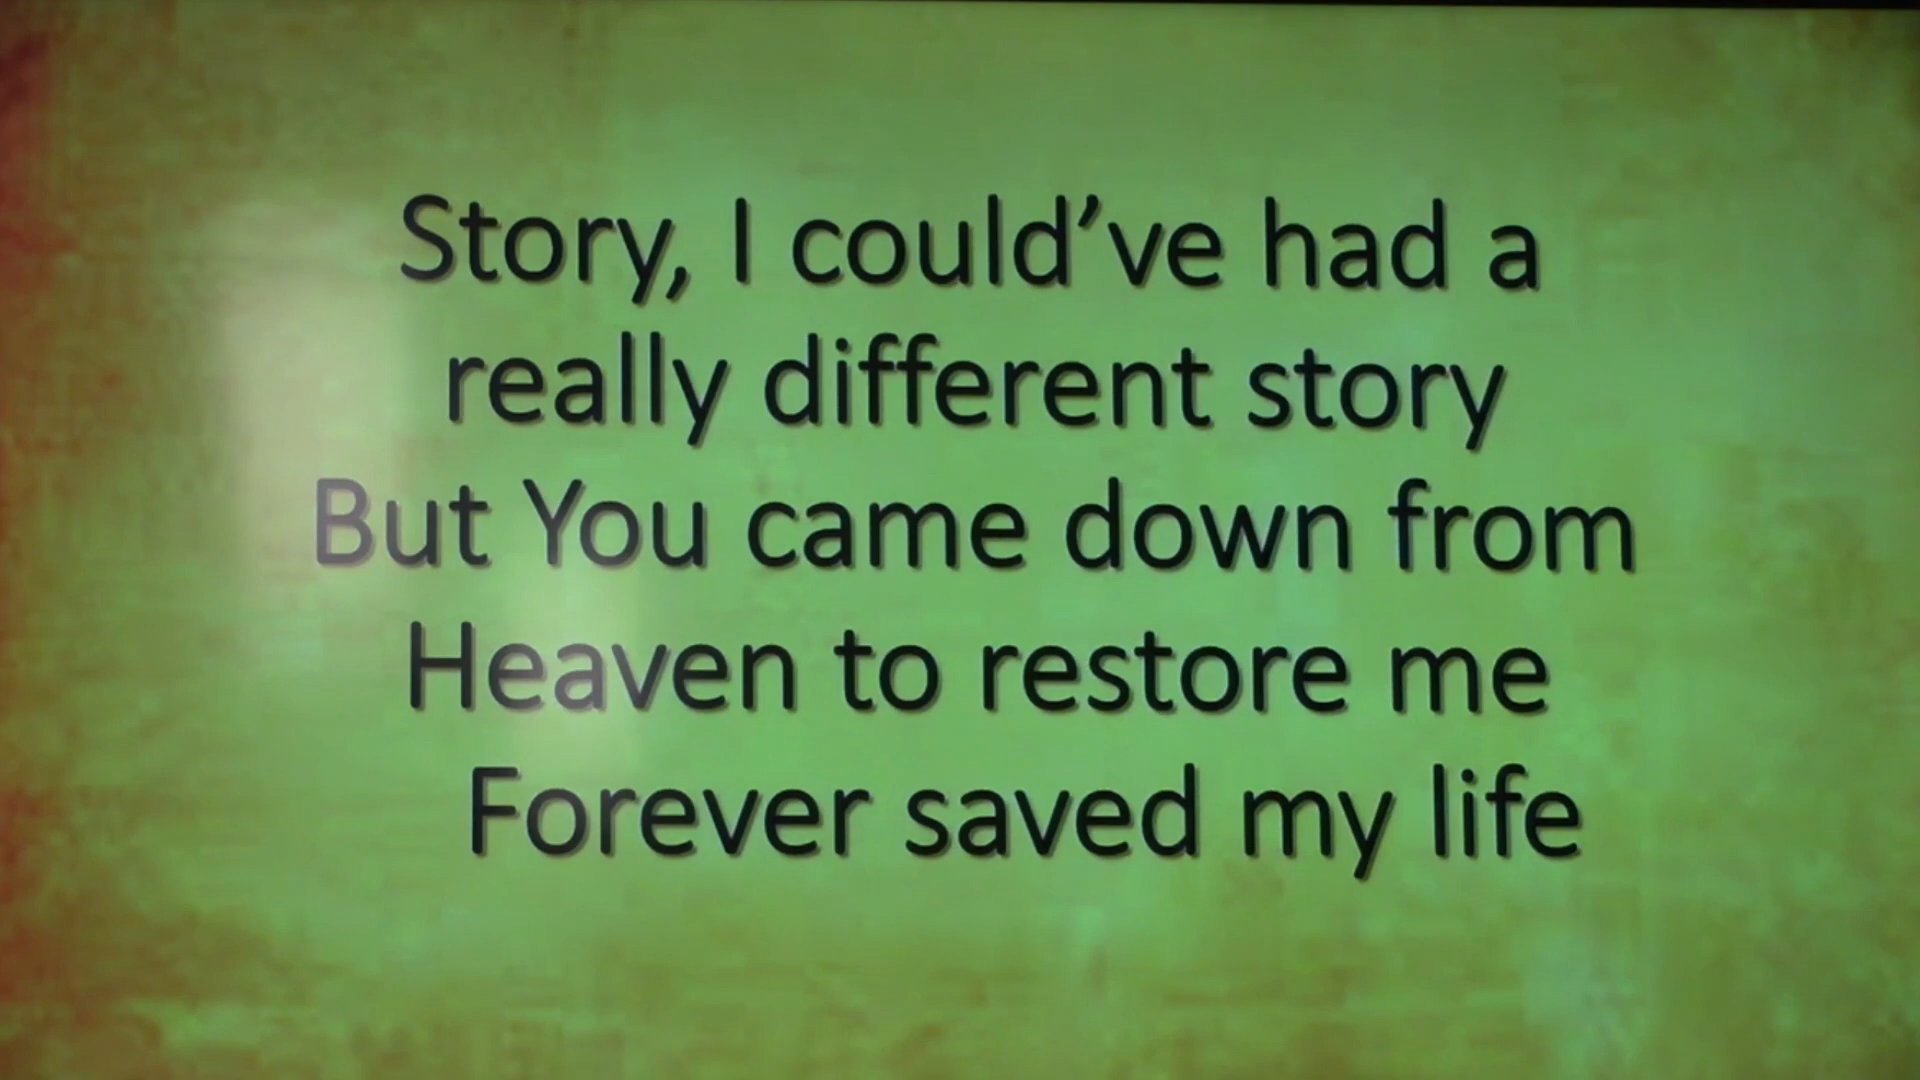 Story, I could’ve had a
really different story
But You came down from
Heaven to restore me
Forever saved my life